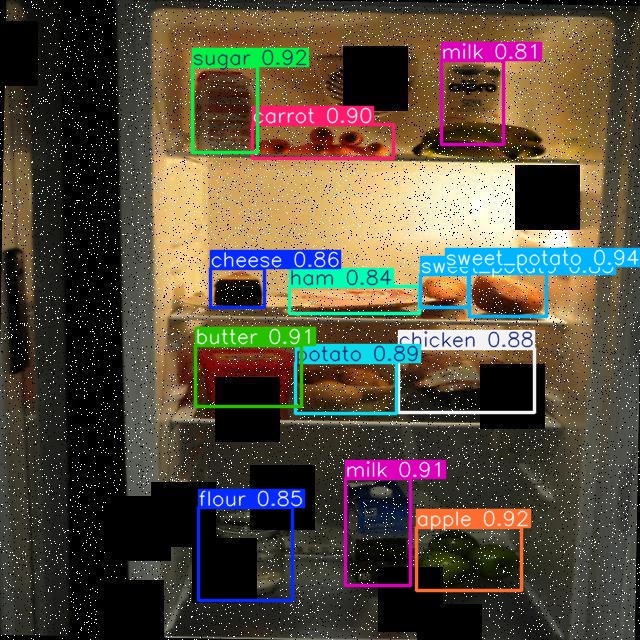 sugar 0.92
milk 0.81
carrot 0.90
cheese 0.86
ham 0.84
sweet_potato 0.94
butter 0.91
potato 0.89
chicken 0.88
milk 0.91
flour 0.85
apple 0.92